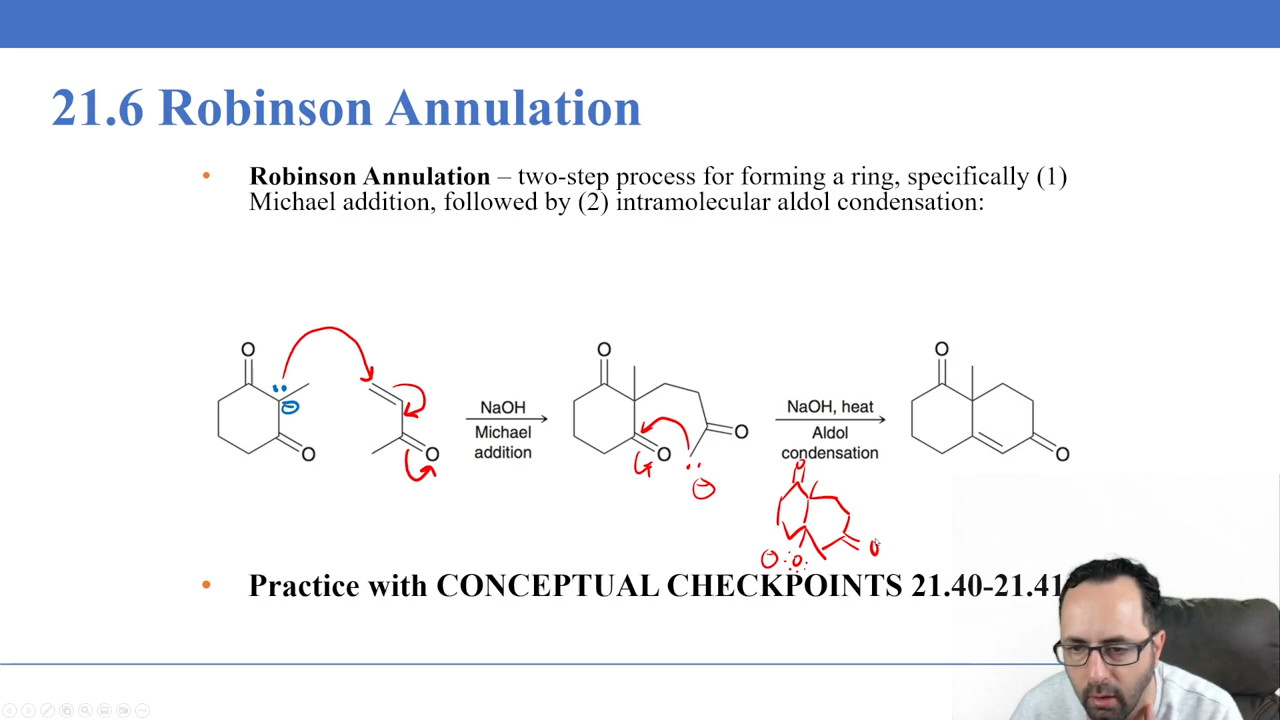 21.6 Robinson Annulation
• Robinson Annulation – two-step process for forming a ring, specifically (1)
Michael addition, followed by (2) intramolecular aldol condensation:
O
O
O
NaOH
Michael
addition
O
O
O
NaOH, heat
Aldol
condensation
O
O
O
O
O
• Practice with CONCEPTUAL CHECKPOINTS 21.40-21.41